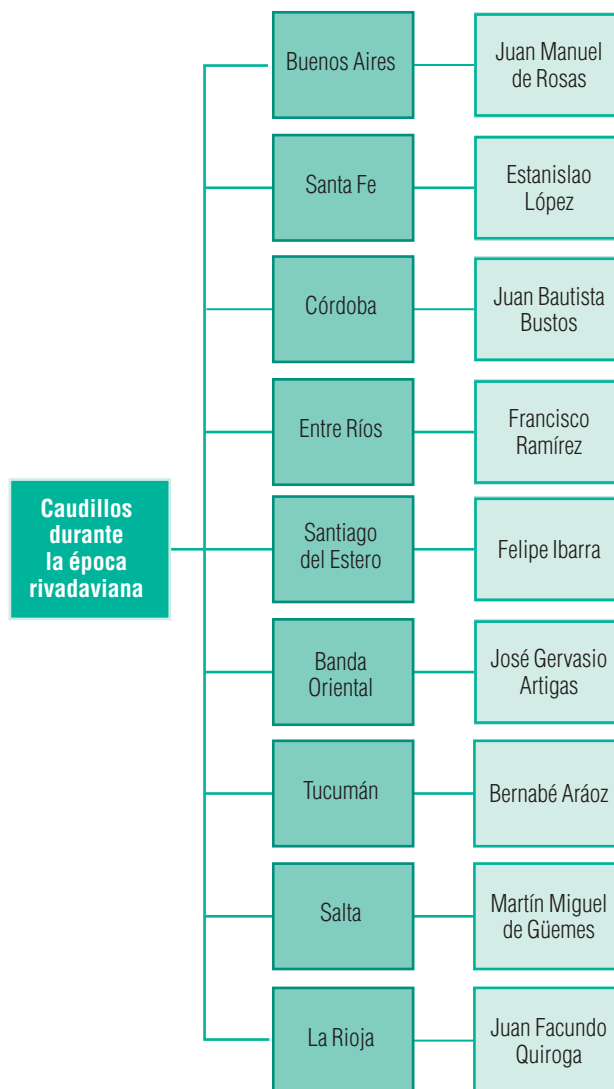 Caudillos
durante
la época
rivadaviana
Buenos Aires
Juan Manuel
de Rosas
Santa Fe
Estanislao
López
Córdoba
Juan Bautista
Bustos
Entre Ríos
Francisco
Ramírez
Santiago
del Estero
Felipe Ibarra
Banda
Oriental
José Gervasio
Artigas
Tucumán
Bernabé Aráoz
Salta
Martín Miguel
de Güemes
La Rioja
Juan Facundo
Quiroga